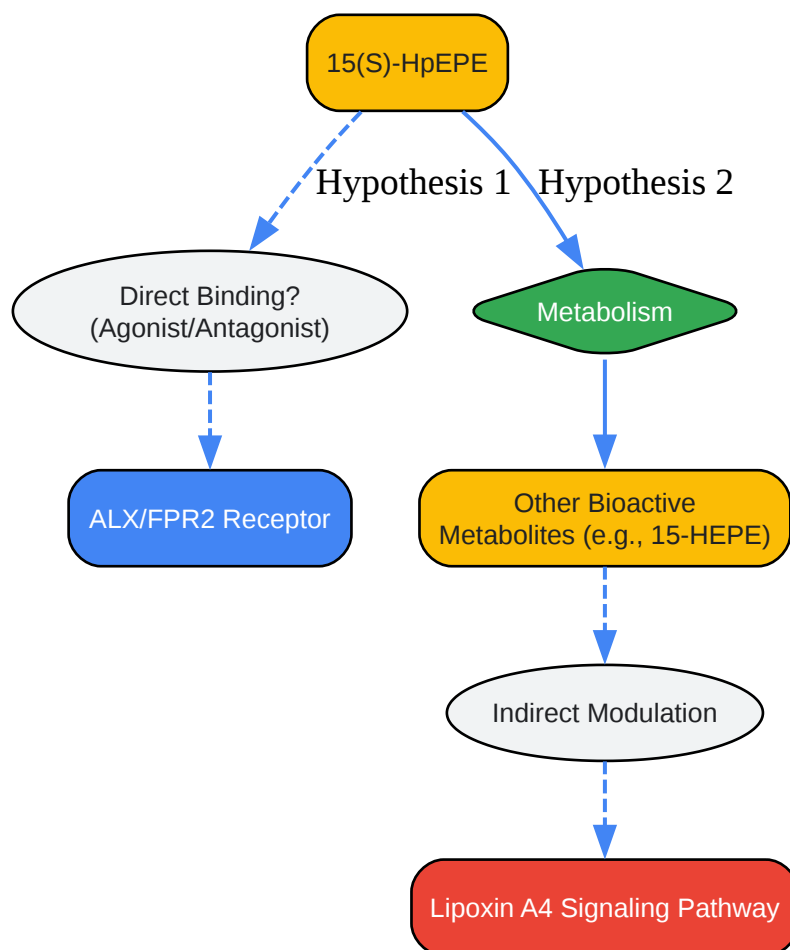 15(S)-HpEPE
Hypothesis 1
Hypothesis 2
Direct Binding?
(Agonist/Antagonist)
Metabolism
ALX/FPR2 Receptor
Other Bioactive
Metabolites (e.g., 15-HEPE)
Indirect Modulation
Lipoxin A4 Signaling Pathway